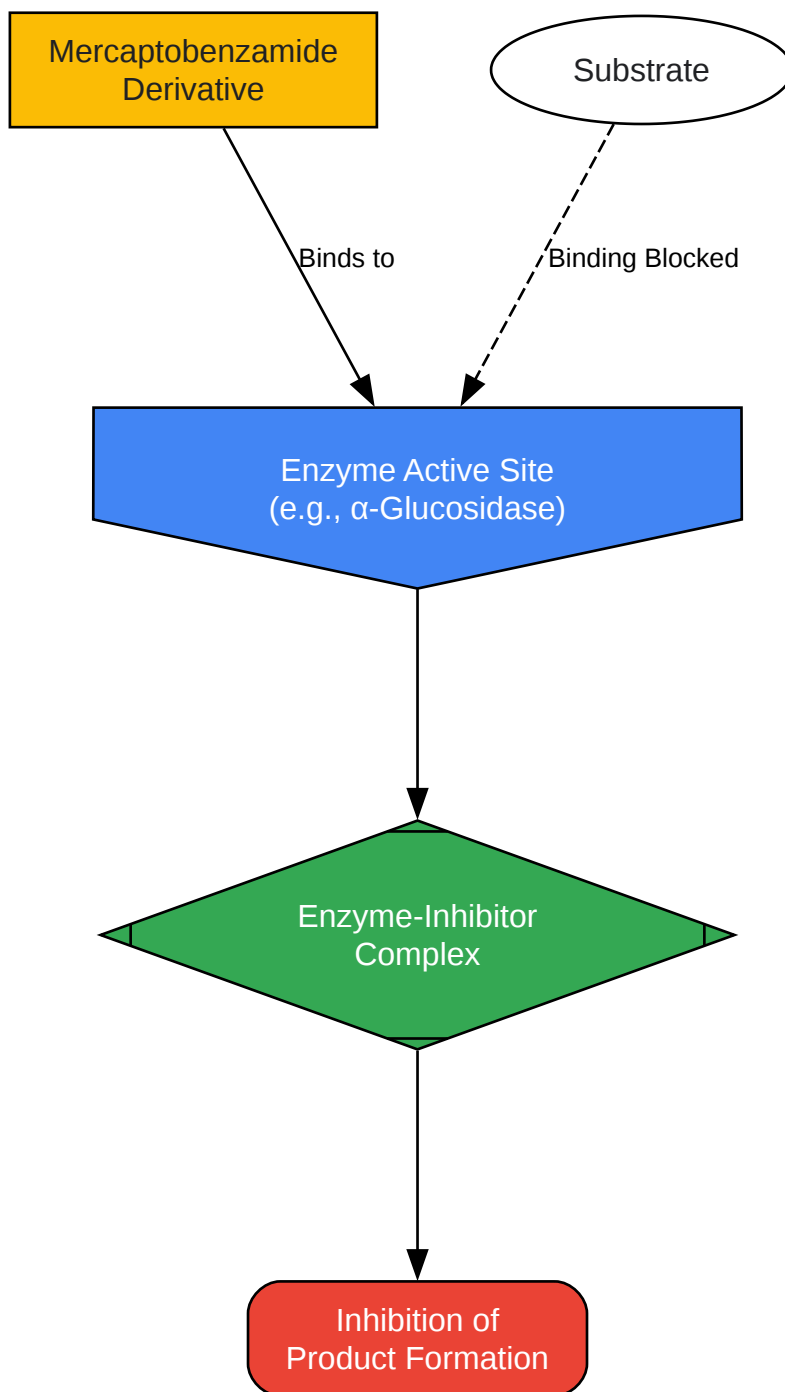 Mercaptobenzamide
Derivative
Substrate
Binds to
Binding Blocked
Enzyme Active Site
(e.g., α-Glucosidase)
Enzyme-Inhibitor
Complex
Inhibition of
Product Formation